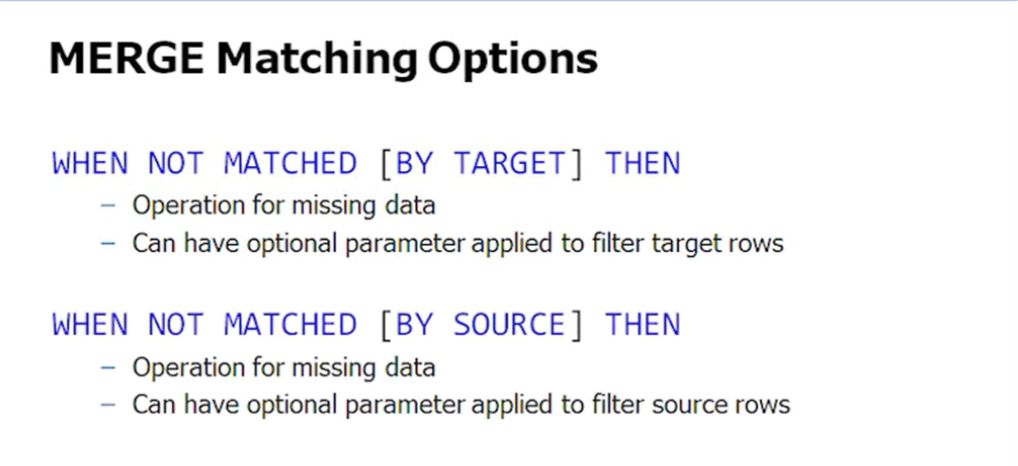 MERGE Matching Options
WHEN NOT MATCHED [BY TARGET] THEN
– Operation for missing data
– Can have optional parameter applied to filter target rows
WHEN NOT MATCHED [BY SOURCE] THEN
– Operation for missing data
– Can have optional parameter applied to filter source rows